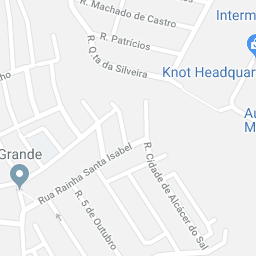 R. Machado de Castro
Interm
R. Patrícios
R. Qta da Silveira
Knot Headquar
Au
M
Grande
Rua Rainha Santa Isabel
R. Cidade de Alcácer do Sal
R. 5 de Outubro
ho